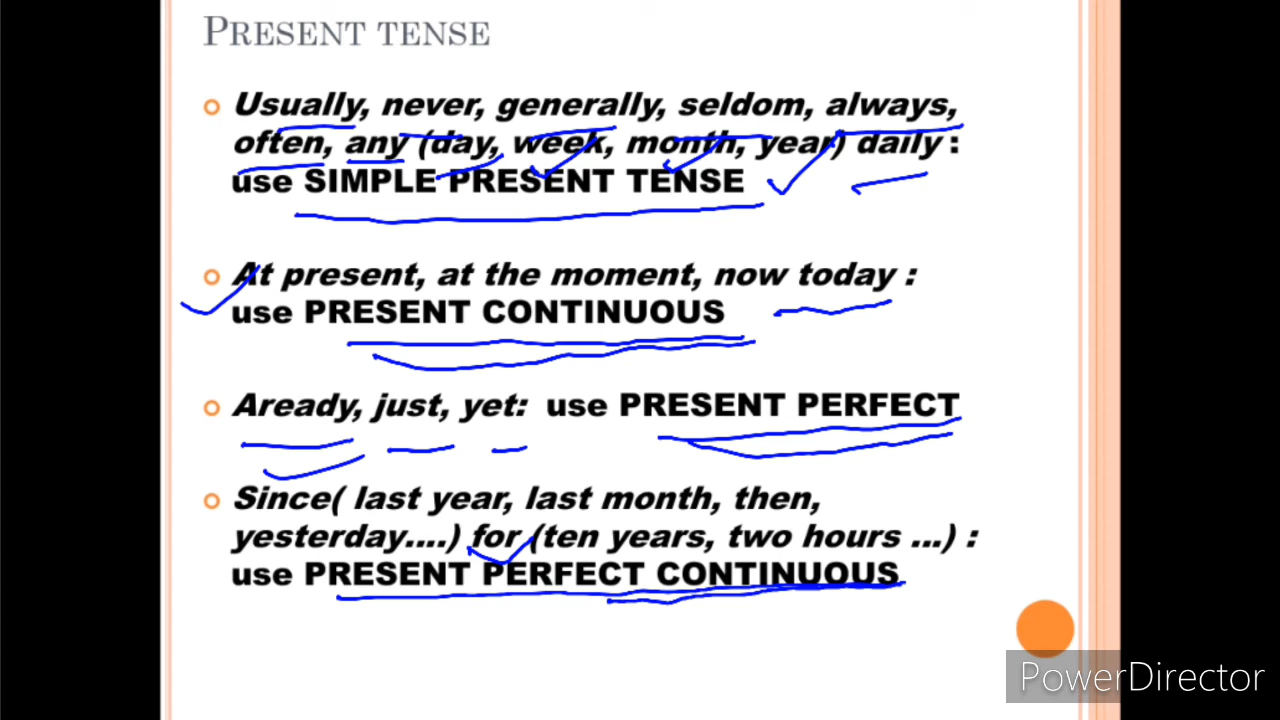 PRESENT TENSE
Usually, never, generally, seldom, always,
often, any (day, week, month, year) daily :
use SIMPLE PRESENT TENSE
At present, at the moment, now today :
use PRESENT CONTINUOUS
Aready, just, yet: use PRESENT PERFECT
Since( last year, last month, then,
yesterday....) for (ten years, two hours ...) :
use PRESENT PERFECT CONTINUOUS
PowerDirector